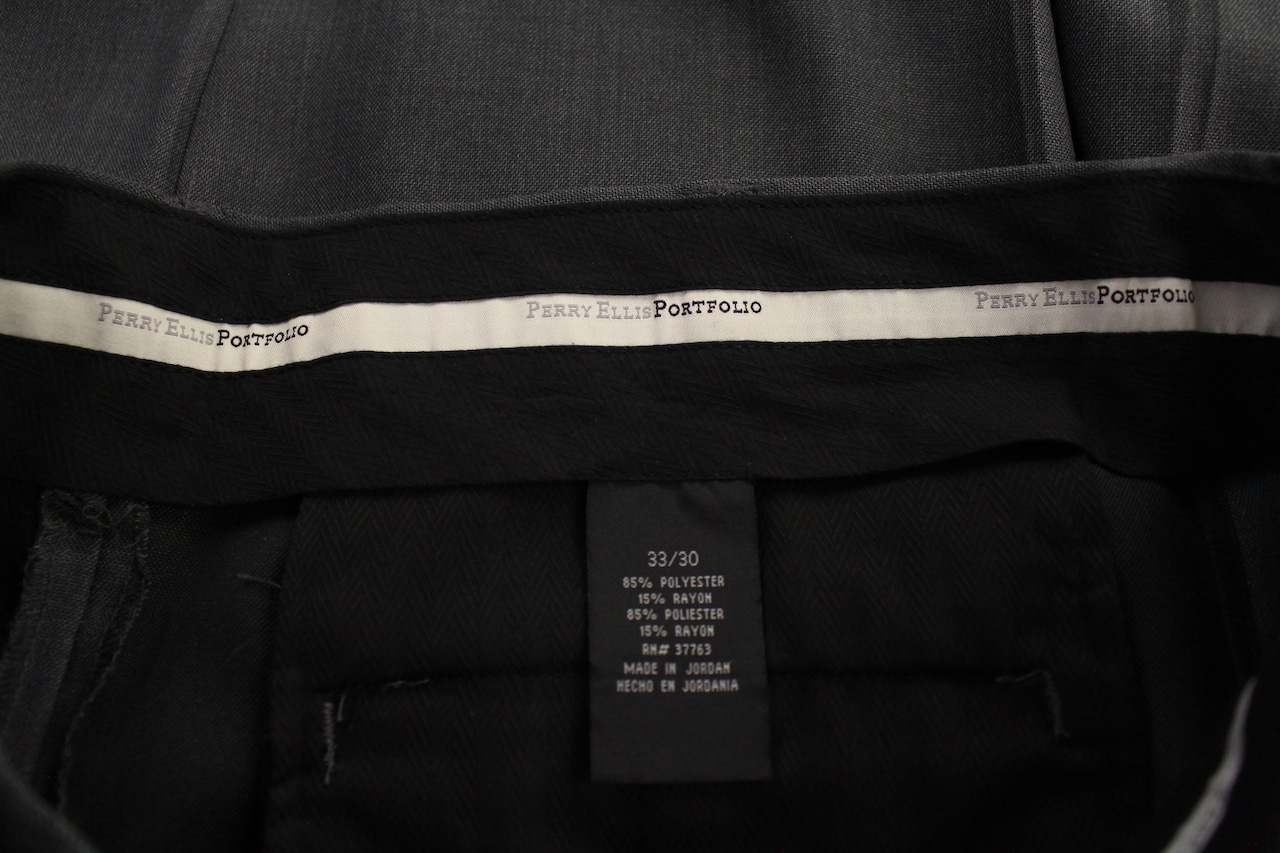 PERRY ELLIS PORTFOLIO
PERRY ELLIS PORTFOLIO
PERRY ELLIS PORTFOLIO
33/30
85% POLYESTER
15% RAYON
85% POLIESTER
15% RAYON
RN# 37763
MADE IN JORDAN
HECHO EN JORDANIA